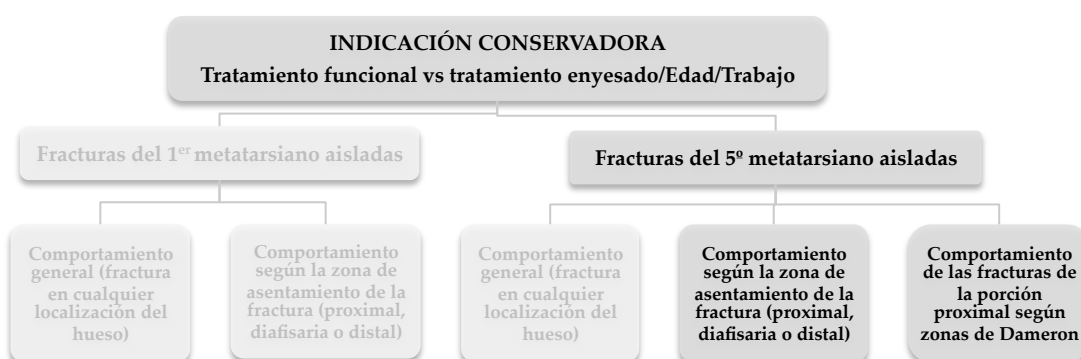 INDICACIÓN CONSERVADORA
Tratamiento funcional vs tratamiento enyesado/Edad/Trabajo
Fracturas del 1er metatarsiano aisladas
Fracturas del 5º metatarsiano aisladas
Comportamiento
general (fractura
en cualquier
localización del
hueso)
Comportamiento
según la zona de
asentamiento de la
fractura (proximal,
diafisaria o distal)
Comportamiento
general (fractura
en cualquier
localización del
hueso)
Comportamiento
según la zona de
asentamiento de la
fractura (proximal,
diafisaria o distal)
Comportamiento
de las fracturas de
la porción
proximal según
zonas de Dameron